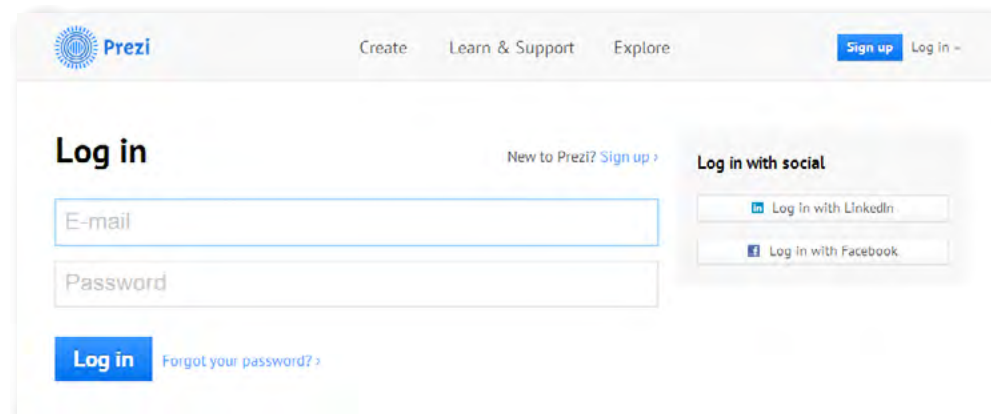 Prezi
Create Learn & Support Explore
Sign up Log in
Log in
New to Prezi? Sign up ›
E-mail
Password
Log in Forgot your password? ›
Log in with social
in Log in with LinkedIn
f Log in with Facebook